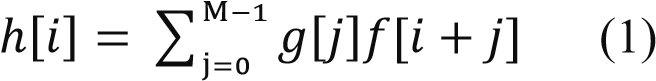 h[i] = ∑_{j=0}^{M−1} g[j]f[i + j] (1)